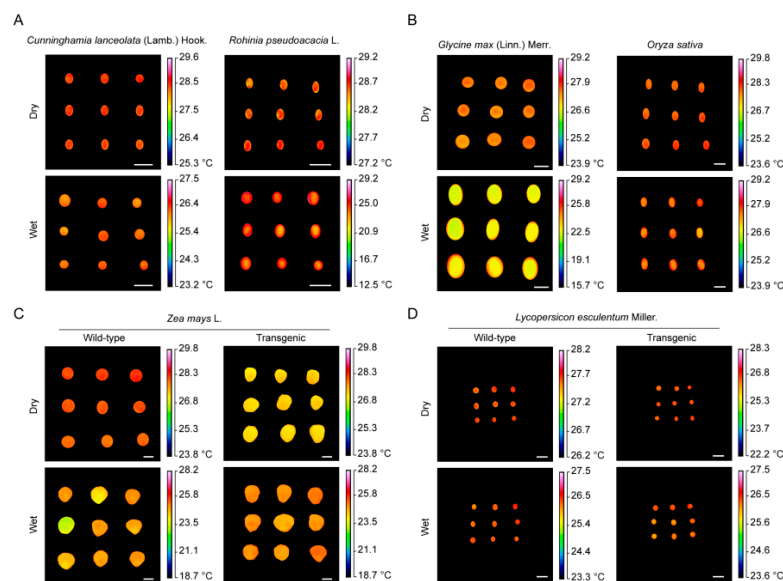 A
Cunninghamia lanceolata (Lamb.) Hook.
Rohinia pseudoacacia L.
Dry
29.6
28.5
27.5
26.4
25.3 °C
29.2
28.7
28.2
27.7
27.2 °C
Wet
27.5
26.4
25.4
24.3
23.2 °C
29.2
25.0
20.9
16.7
12.5 °C
B
Glycine max (Linn.) Merr.
Oryza sativa
Dry
29.2
27.9
26.6
25.2
23.9 °C
29.8
28.2
26.7
25.2
23.6 °C
Wet
29.2
25.8
22.5
19.1
15.7 °C
29.2
27.9
26.5
25.2
23.9 °C
C
Zea mays L.
Wild-type
Transgenic
Dry
29.8
28.3
26.8
25.3
23.8 °C
29.8
28.3
26.8
25.3
23.8 °C
Wet
28.2
25.8
23.5
21.1
18.7 °C
28.2
25.8
23.5
21.1
18.7 °C
D
Lycopersicon esculentum Miller.
Wild-type
Transgenic
Dry
28.2
27.7
27.2
26.7
26.2 °C
28.3
26.8
25.3
23.7
22.2 °C
Wet
27.5
26.4
25.4
24.4
23.3 °C
27.5
26.5
25.6
24.6
23.6 °C